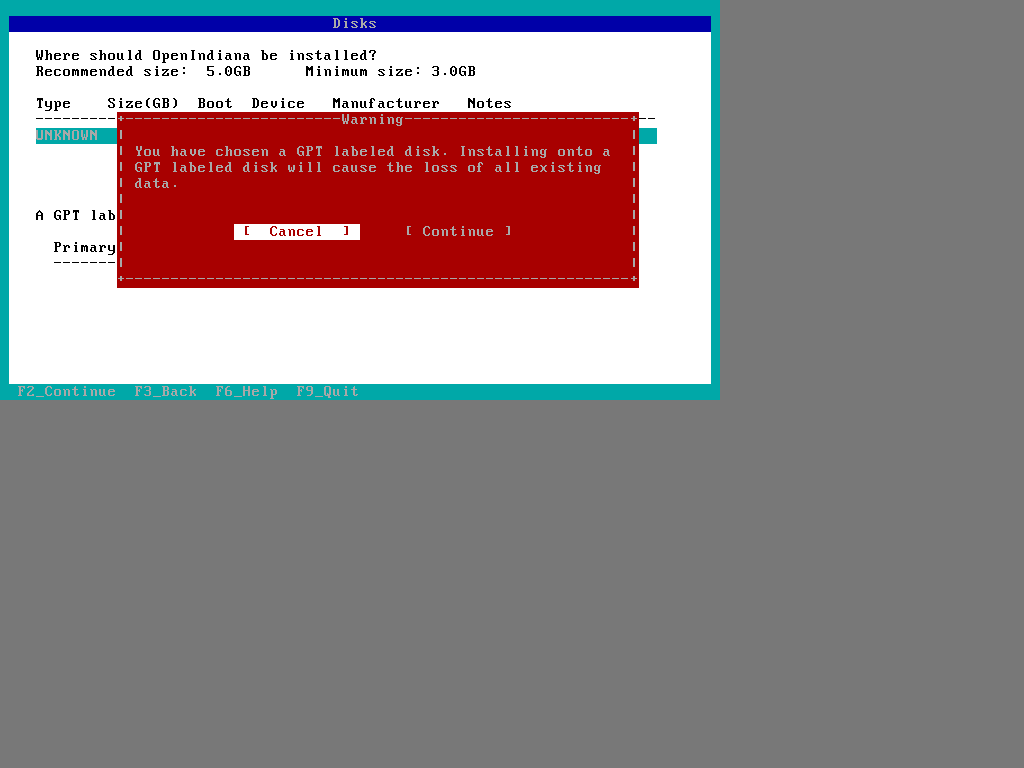 Disks
Where should OpenIndiana be installed?
Recommended size:  5.0GB      Minimum size: 3.0GB
Type    Size(GB)  Boot  Device   Manufacturer   Notes
Warning
UNKNOWN
You have chosen a GPT labeled disk. Installing onto a
GPT labeled disk will cause the loss of all existing
data.
A GPT lab
[  Cancel  ]     [ Continue ]
Primary
F2_Continue  F3_Back  F6_Help  F9_Quit